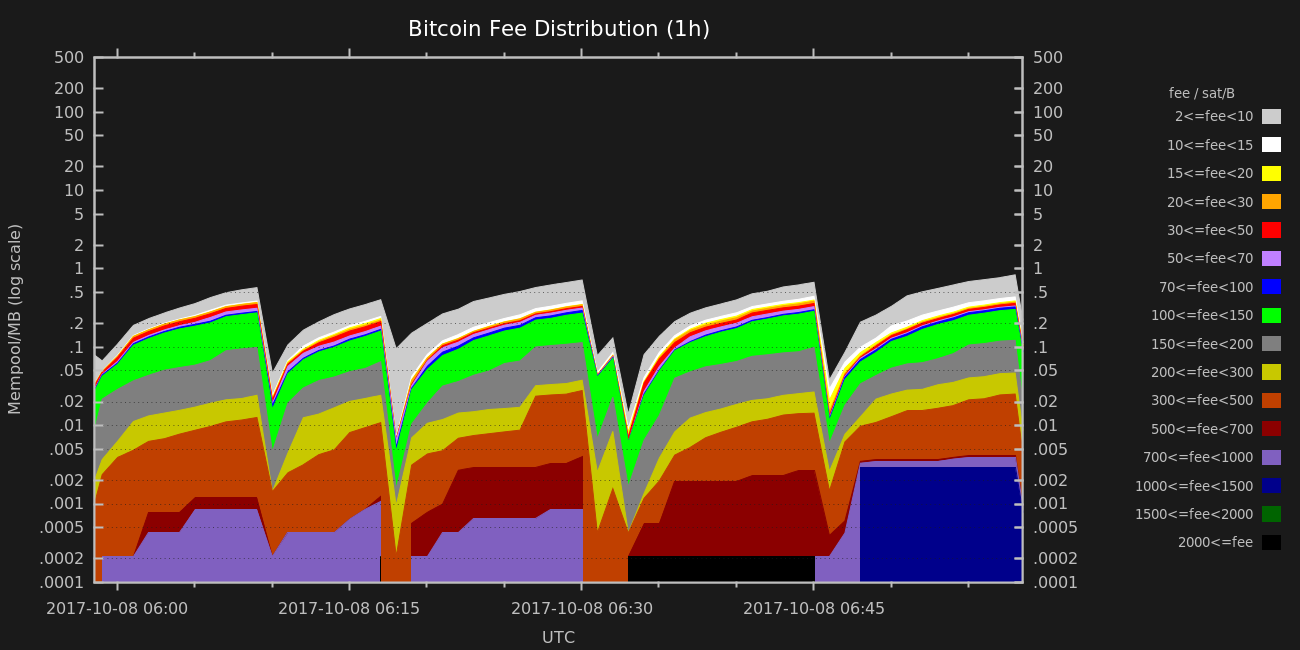 Bitcoin Fee Distribution (1h)
Mempool/MB (log scale)
500
200
100
50
20
10
5
2
1
.5
.2
.1
.05
.02
.01
.005
.002
.001
.0005
.0002
.0001
500
200
100
50
20
10
5
2
1
.5
.2
.1
.05
.02
.01
.005
.002
.001
.0005
.0002
.0001
2017-10-08 06:00
2017-10-08 06:15
2017-10-08 06:30
2017-10-08 06:45
UTC
fee / sat/B
2<=fee<10
10<=fee<15
15<=fee<20
20<=fee<30
30<=fee<50
50<=fee<70
70<=fee<100
100<=fee<150
150<=fee<200
200<=fee<300
300<=fee<500
500<=fee<700
700<=fee<1000
1000<=fee<1500
1500<=fee<2000
2000<=fee